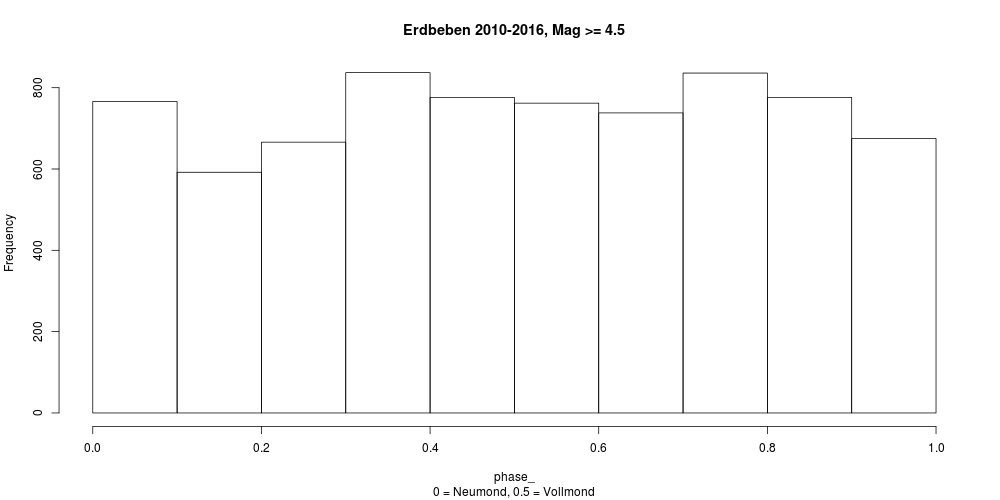 Erdbeben 2010-2016, Mag >= 4.5
Frequency
800
600
400
200
0
0.0 0.2 0.4 0.6 0.8 1.0
phase_
0 = Neumond, 0.5 = Vollmond